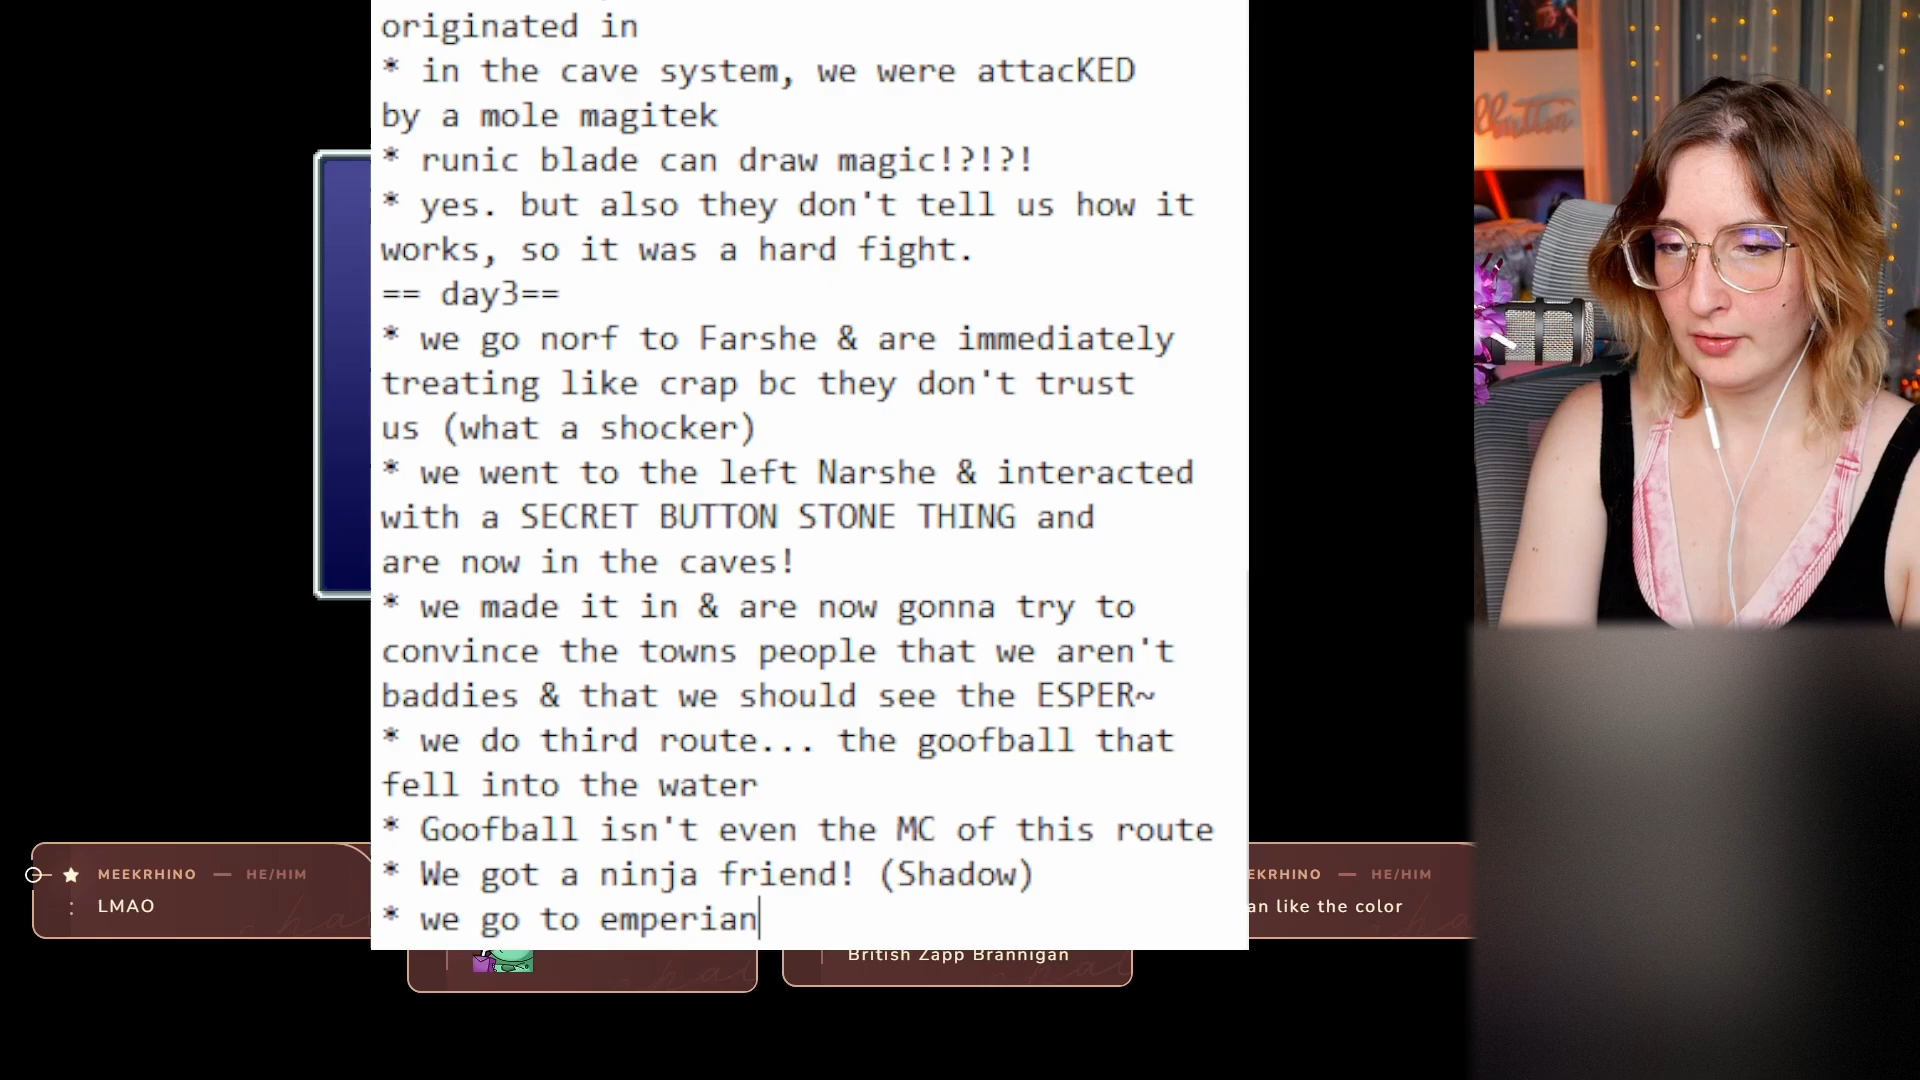 originated in
* in the cave system, we were attacKED
by a mole magitek
* runic blade can draw magic!?!?!
* yes. but also they don't tell us how it
works, so it was a hard fight.
== day3==
* we go norf to Farshe & are immediately
treating like crap bc they don't trust
us (what a shocker)
* we went to the left Narshe & interacted
with a SECRET BUTTON STONE THING and
are now in the caves!
* we made it in & are now gonna try to
convince the towns people that we aren't
baddies & that we should see the ESPER~
* we do third route... the goofball that
fell into the water
* Goofball isn't even the MC of this route
* We got a ninja friend! (Shadow)
* we go to emperian
MEEKRHINO — HE/HIM
LMAO
EKRHINO — HE/HIM
an like the color
British Zapp Brannigan